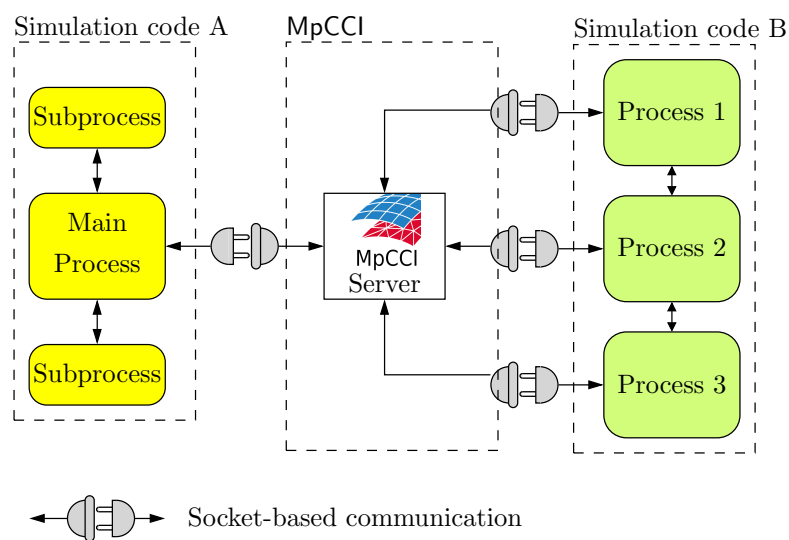 Simulation code A
MpCCI
Simulation code B
Subprocess
Main
Process
Subprocess
MpCCI
Server
Process 1
Process 2
Process 3
Socket-based communication